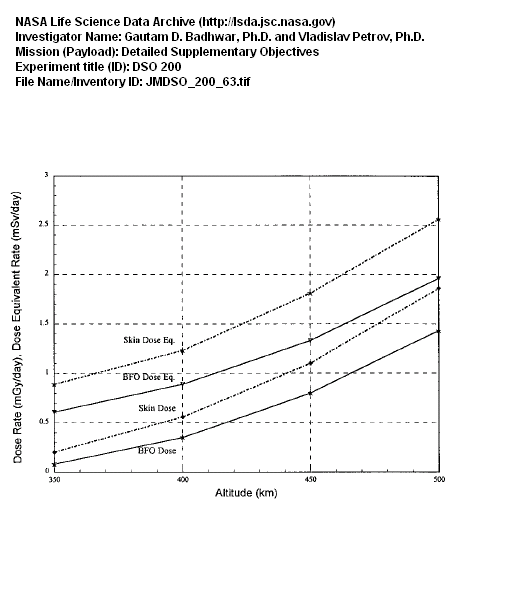 NASA Life Science Data Archive (http://lsda.jsc.nasa.gov)
Investigator Name: Gautam D. Badhwar, Ph.D. and Vladislav Petrov, Ph.D.
Mission (Payload): Detailed Supplementary Objectives
Experiment title (ID): DSO 200
File Name/Inventory ID: JMDSO_200_63.tif
Dose Rate (mGy/day), Dose Equivalent Rate (mSv/day)
3
2.5
2
1.5
1
0.5
0
Skin Dose Eq.
BFO Dose Eq.
Skin Dose
BFO Dose
350
400
450
500
Altitude (km)